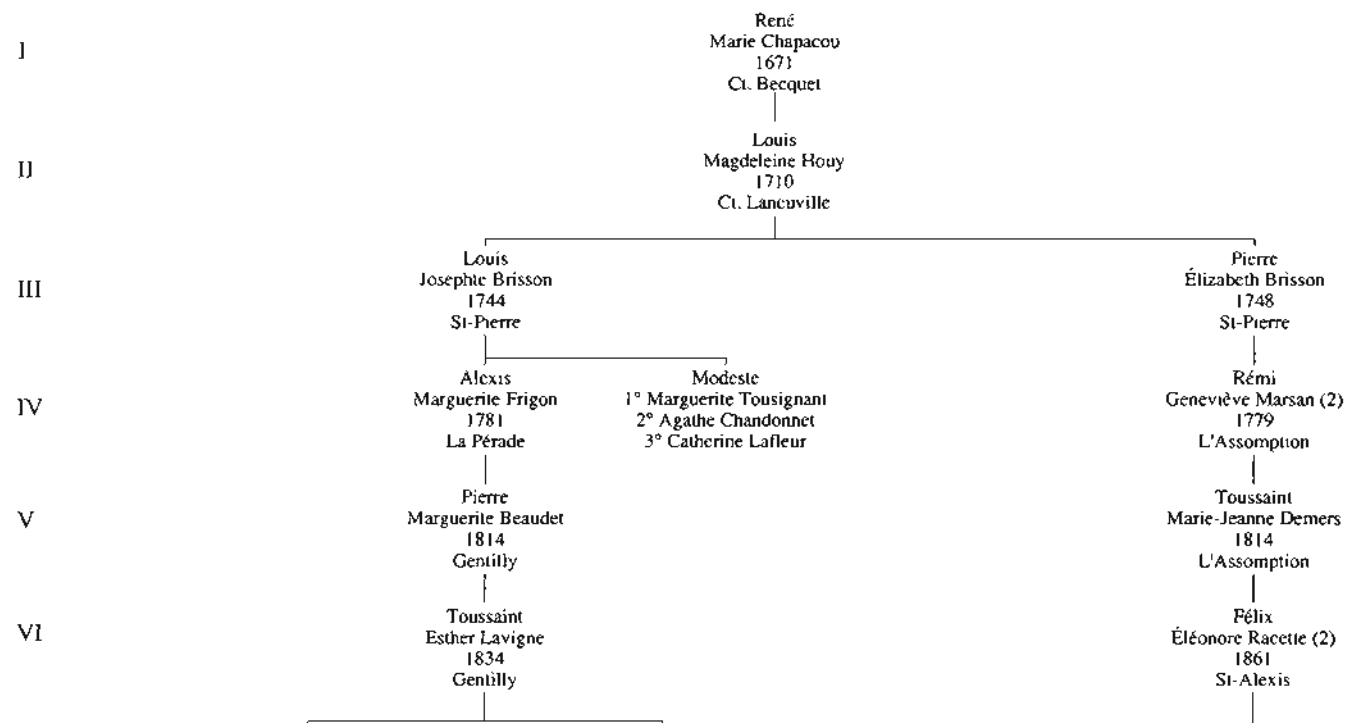 I
René
Marie Chapacou
1671
Ct. Becquet
II
Louis
Magdeleine Houy
1710
Ct. Laneuville
III
Louis
Josephte Brisson
1744
St-Pierre
Pierre
Élizabeth Brisson
1748
St-Pierre
IV
Alexis
Marguerite Frigon
1781
La Pérade
Modeste
1° Marguerite Tousignant
2° Agathe Chandonnet
3° Catherine Lafleur
Rémi
Geneviève Marsan (2)
1779
L'Assomption
V
Pierre
Marguerite Beaudet
1814
Gentilly
Toussaint
Marie-Jeanne Demers
1814
L'Assomption
VI
Toussaint
Esther Lavigne
1834
Gentilly
Félix
Éléonore Racette (2)
1861
St-Alexis